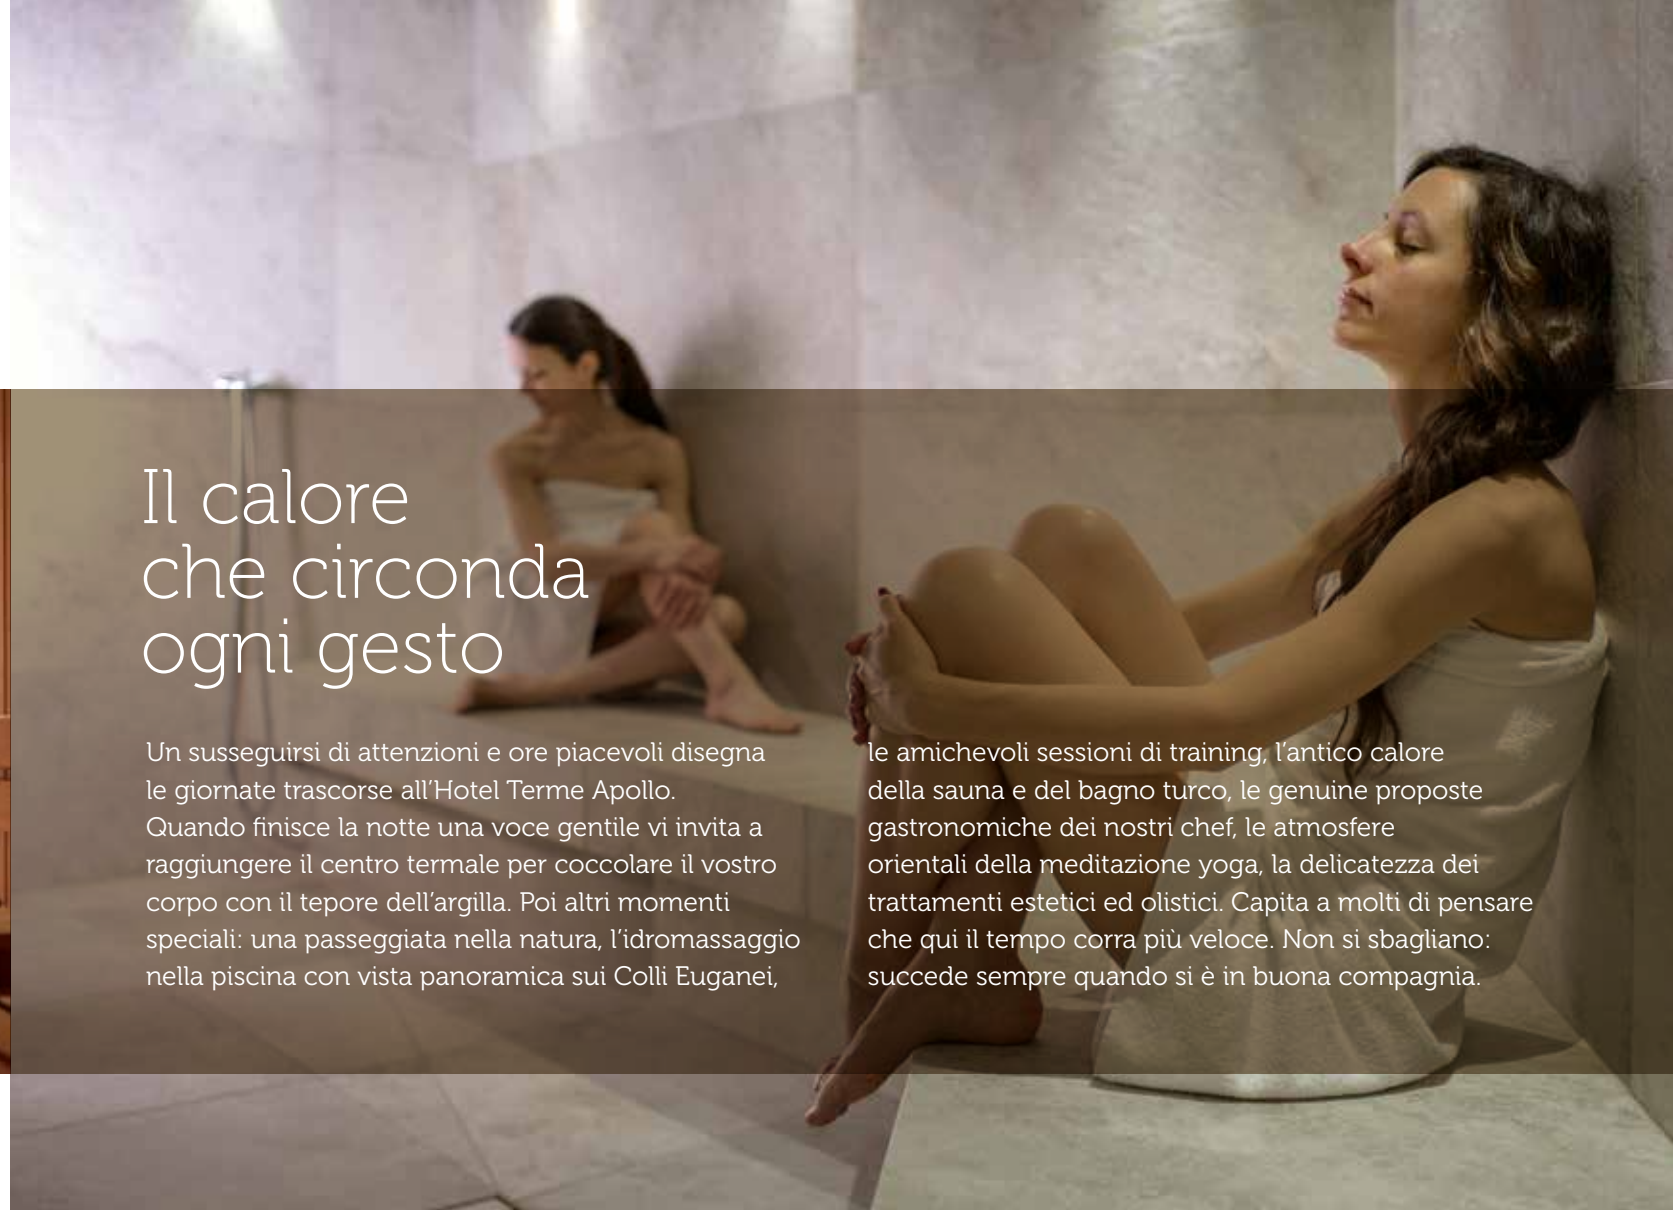 Il calore
che circonda
ogni gesto
Un susseguirsi di attenzioni e ore piacevoli disegna
le giornate trascorse all’Hotel Terme Apollo.
Quando finisce la notte una voce gentile vi invita a
raggiungere il centro termale per coccolare il vostro
corpo con il tepore dell’argilla. Poi altri momenti
speciali: una passeggiata nella natura, l’idromassaggio
nella piscina con vista panoramica sui Colli Euganei,
le amichevoli sessioni di training, l’antico calore
della sauna e del bagno turco, le genuine proposte
gastronomiche dei nostri chef, le atmosfere
orientali della meditazione yoga, la delicatezza dei
trattamenti estetici ed olistici. Capita a molti di pensare
che qui il tempo corra più veloce. Non si sbagliano:
succede sempre quando si è in buona compagnia.